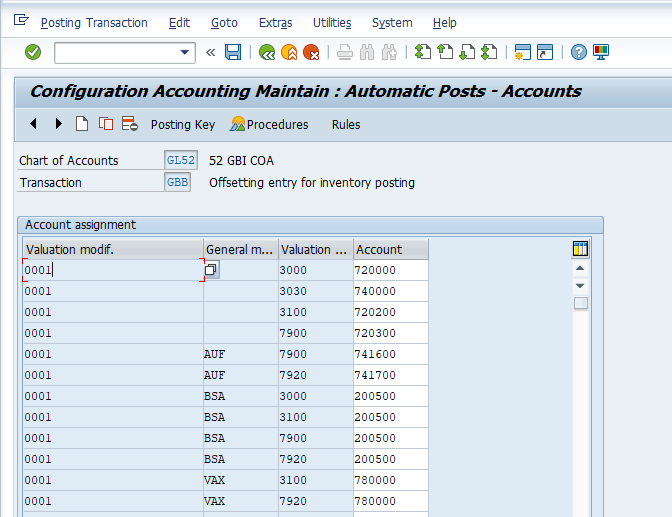 Posting Transaction Edit Goto Extras Utilities System Help
Configuration Accounting Maintain : Automatic Posts - Accounts
Posting Key Procedures Rules
Chart of Accounts GL52 52 GBI COA
Transaction GBB Offsetting entry for inventory posting
Account assignment
Valuation modif. General m... Valuation ... Account
0001 3000 720000
0001 3030 740000
0001 3100 720200
0001 7900 720300
0001 AUF 7900 741600
0001 AUF 7920 741700
0001 BSA 3000 200500
0001 BSA 3100 200500
0001 BSA 7900 200500
0001 BSA 7920 200500
0001 VAX 3100 780000
0001 VAX 7920 780000